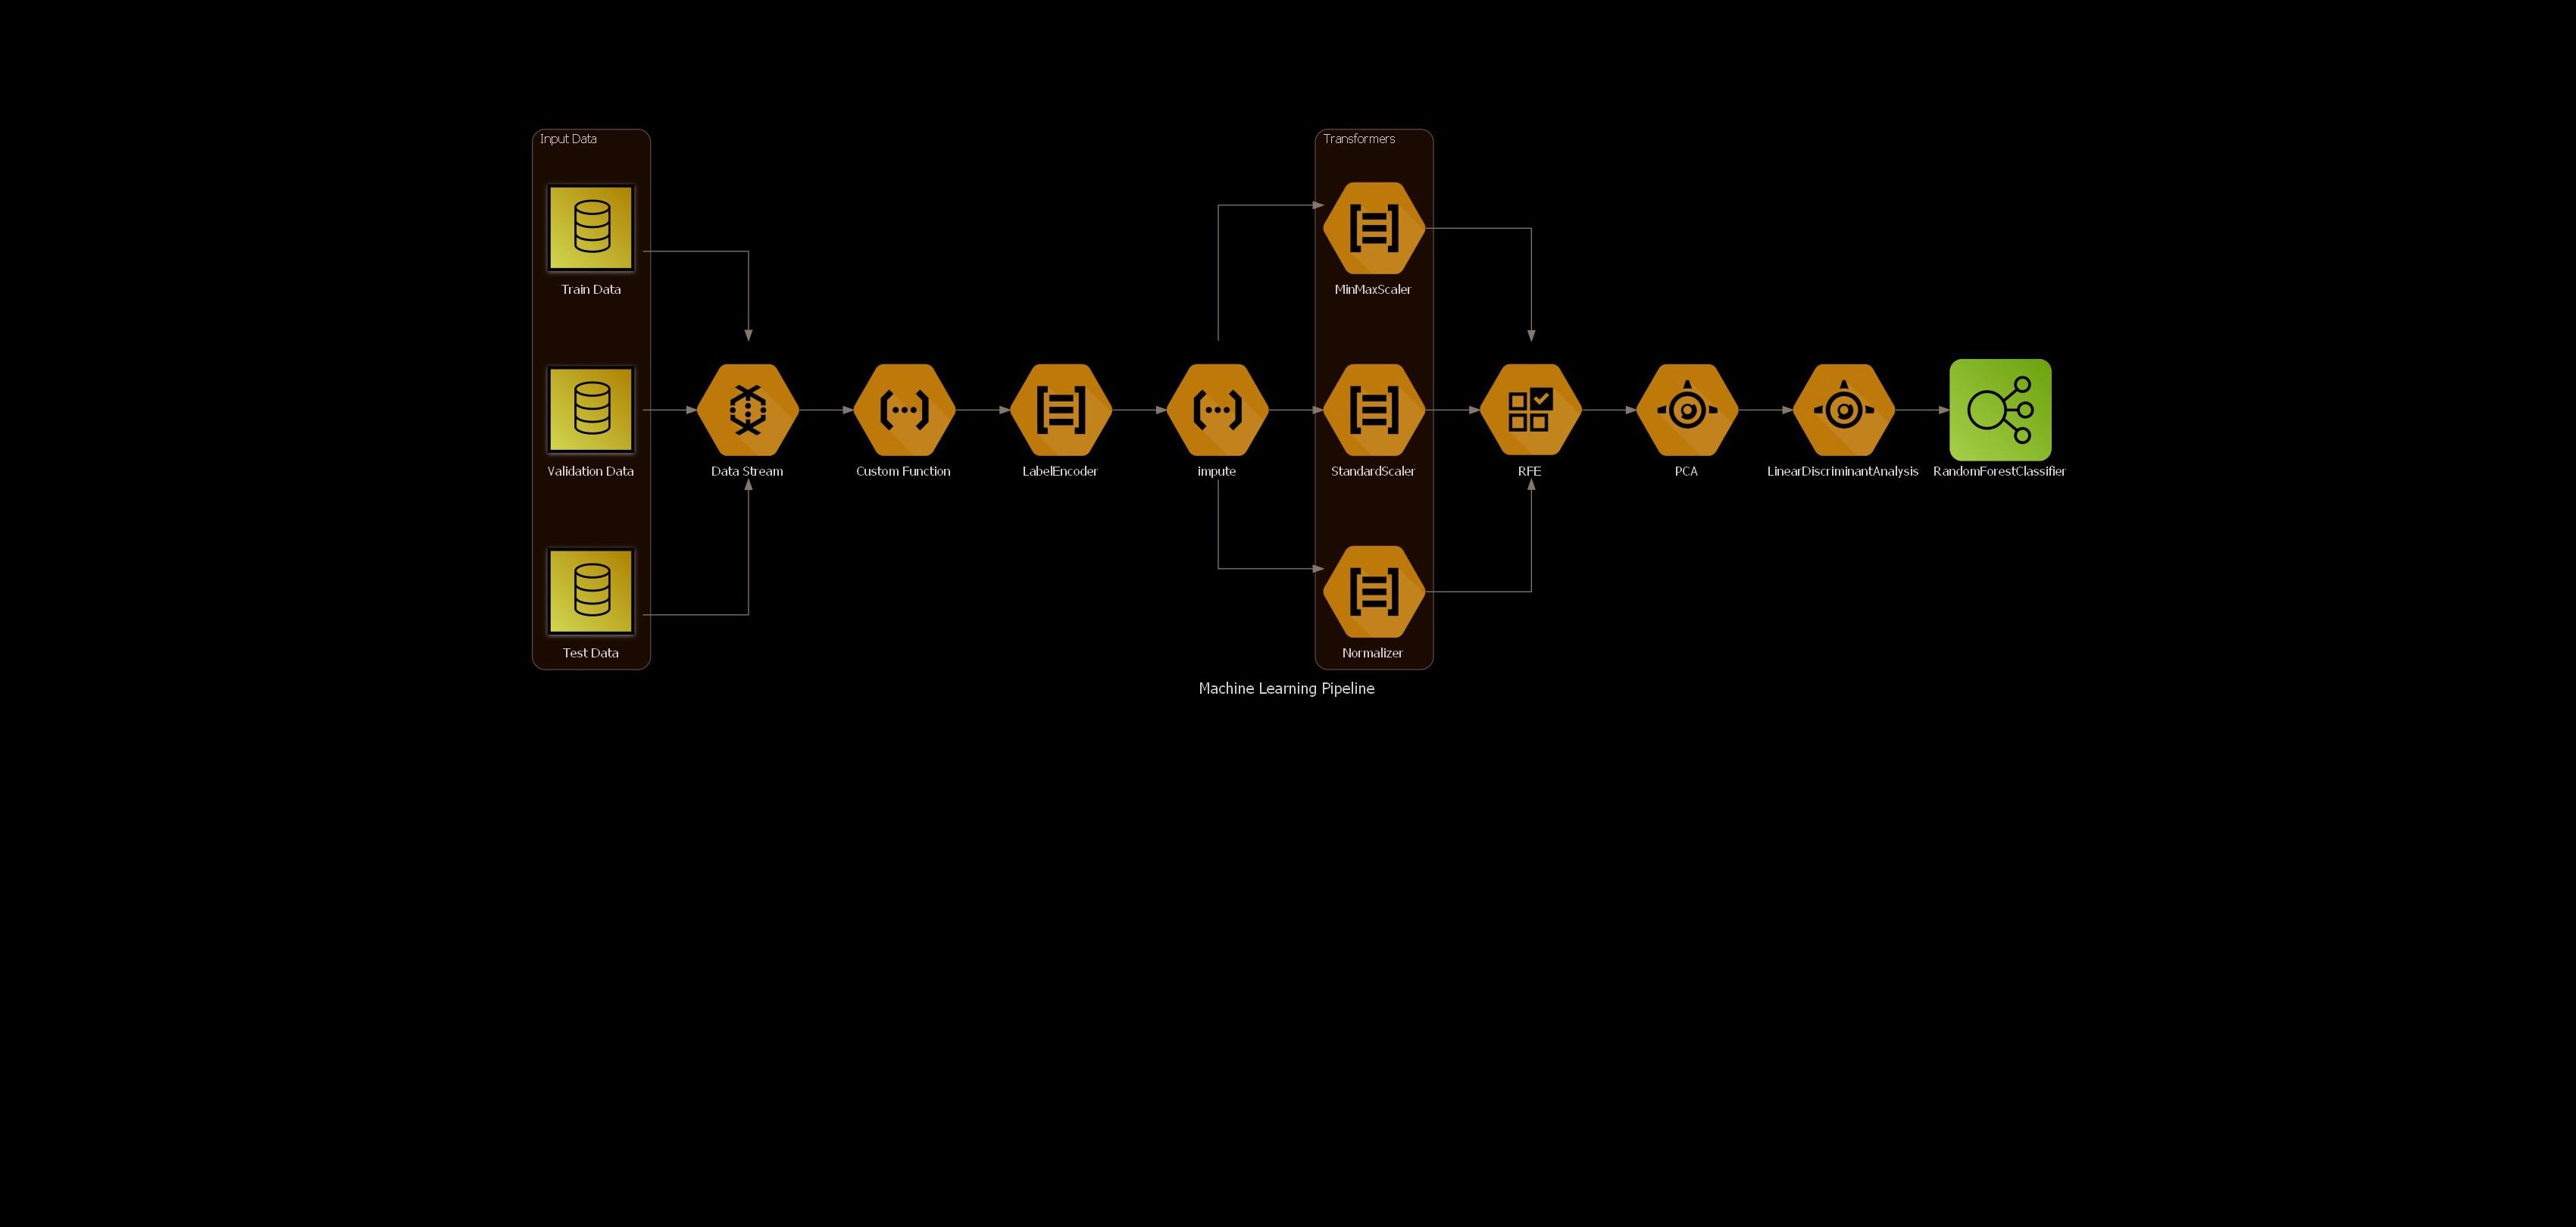 Input Data
Transformers
Train Data
MinMaxScaler
Validation Data
Data Stream
Custom Function
LabelEncoder
impute
StandardScaler
RFE
PCA
LinearDiscriminantAnalysis
RandomForestClassifier
Test Data
Normalizer
Machine Learning Pipeline